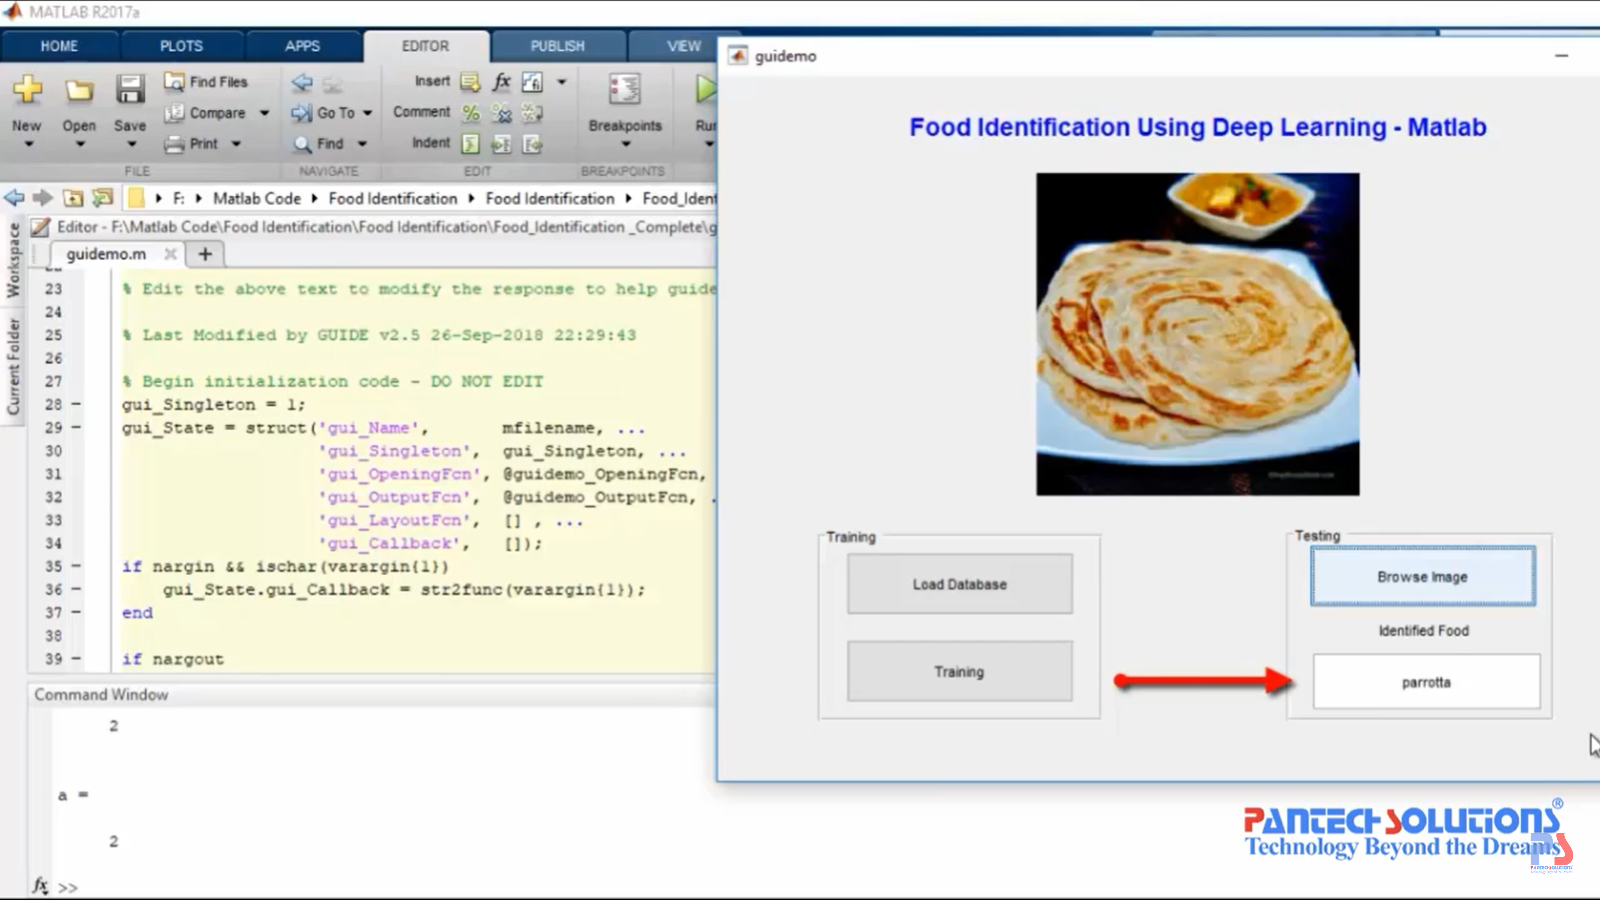 MATLAB R2017a
HOME PLOTS APPS EDITOR PUBLISH VIEW
New Open Save
Find Files
Compare
Print
Go To
Find
Insert fx
Comment
Indent
Breakpoints
Run
FILE NAVIGATE EDIT BREAKPOINTS
F: Matlab Code Food Identification Food Identification Food_Ident
Workspace
Current Folder
Editor - F:\Matlab Code\Food Identification\Food Identification\Food_Identification _Complete\g
guidemo.m
23 % Edit the above text to modify the response to help guide
24
25 % Last Modified by GUIDE v2.5 26-Sep-2018 22:29:43
26
27 % Begin initialization code - DO NOT EDIT
28 - gui_Singleton = 1;
29 - gui_State = struct('gui_Name', mfilename, ...
30 'gui_Singleton', gui_Singleton, ...
31 'gui_OpeningFcn', @guidemo_OpeningFcn,
32 'gui_OutputFcn', @guidemo_OutputFcn, .
33 'gui_LayoutFcn', [] , ...
34 'gui_Callback', []);
35 - if nargin && ischar(varargin{1})
36 - gui_State.gui_Callback = str2func(varargin{1});
37 - end
38
39 - if nargout
Command Window
2
a =
2
fx >>
guidemo
Food Identification Using Deep Learning - Matlab
Training
Load Database
Training
Testing
Browse Image
Identified Food
parrotta
PANTECH SOLUTIONS®
Technology Beyond the Dreams
PS